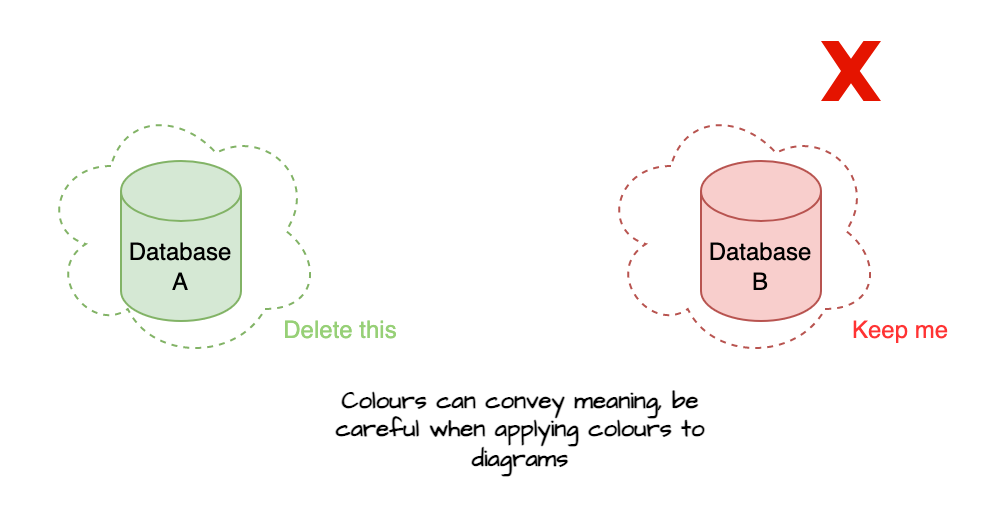 X
Database
A
Database
B
Delete this
Keep me
Colours can convey meaning, be
careful when applying colours to
diagrams